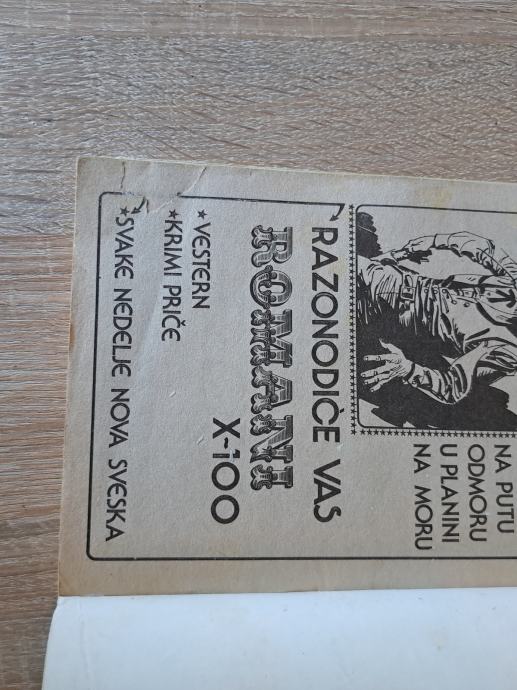 NA PUTU
ODMORU
U PLANINI
NA MORU
RAZONODIĆE VAS
ROMANI
X-100
* VESTERN
* KRIMI PRIČE
* SVAKE NEDELJE NOVA SVESKA